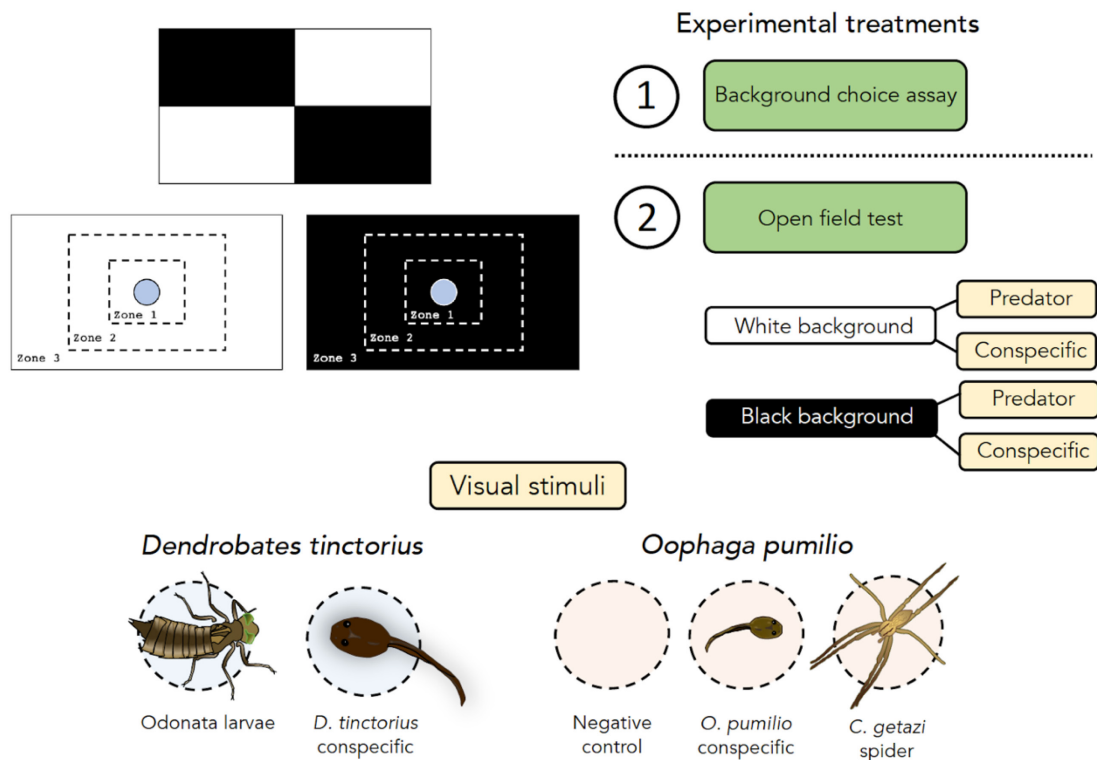 Experimental treatments
1
Background choice assay
2
Open field test
Zone 1
Zone 2
Zone 3
Zone 1
Zone 2
Zone 3
White background
Predator
Conspecific
Black background
Predator
Conspecific
Visual stimuli
Dendrobates tinctorius
Oophaga pumilio
Odonata larvae
D. tinctorius
conspecific
Negative
control
O. pumilio
conspecific
C. getazi
spider